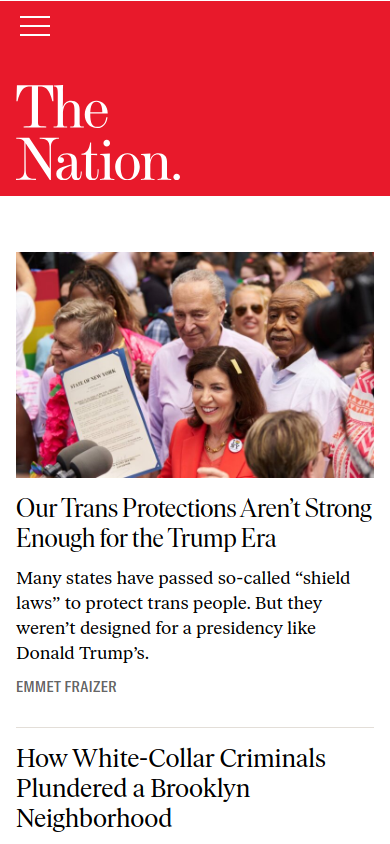 The
Nation.
STATE OF NEW YORK
Our Trans Protections Aren’t Strong
Enough for the Trump Era
Many states have passed so-called “shield
laws” to protect trans people. But they
weren’t designed for a presidency like
Donald Trump’s.
EMMET FRAIZER
How White-Collar Criminals
Plundered a Brooklyn
Neighborhood